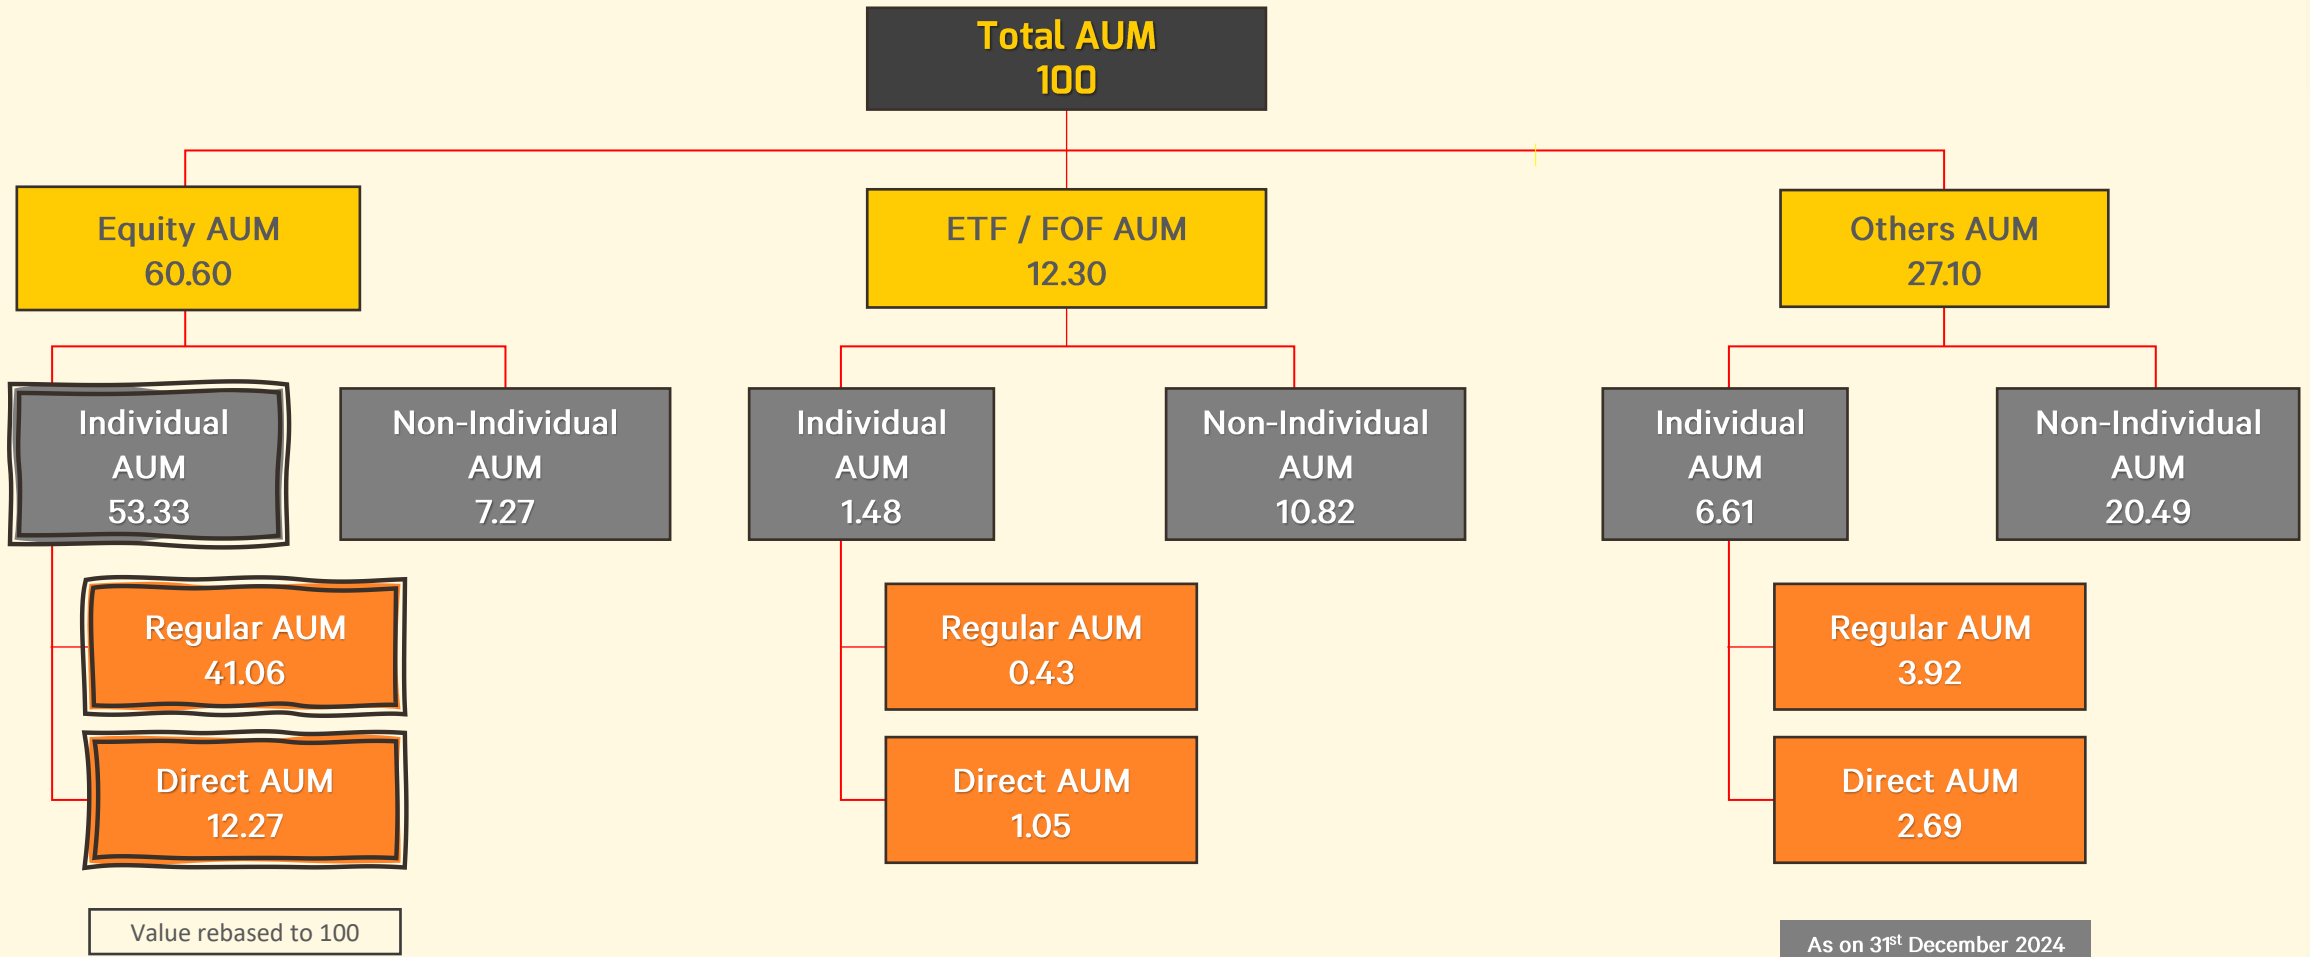 Total AUM
100
Equity AUM
60.60
ETF / FOF AUM
12.30
Others AUM
27.10
Individual
AUM
53.33
Non-Individual
AUM
7.27
Individual
AUM
1.48
Non-Individual
AUM
10.82
Individual
AUM
6.61
Non-Individual
AUM
20.49
Regular AUM
41.06
Regular AUM
0.43
Regular AUM
3.92
Direct AUM
12.27
Direct AUM
1.05
Direct AUM
2.69
Value rebased to 100
As on 31st December 2024